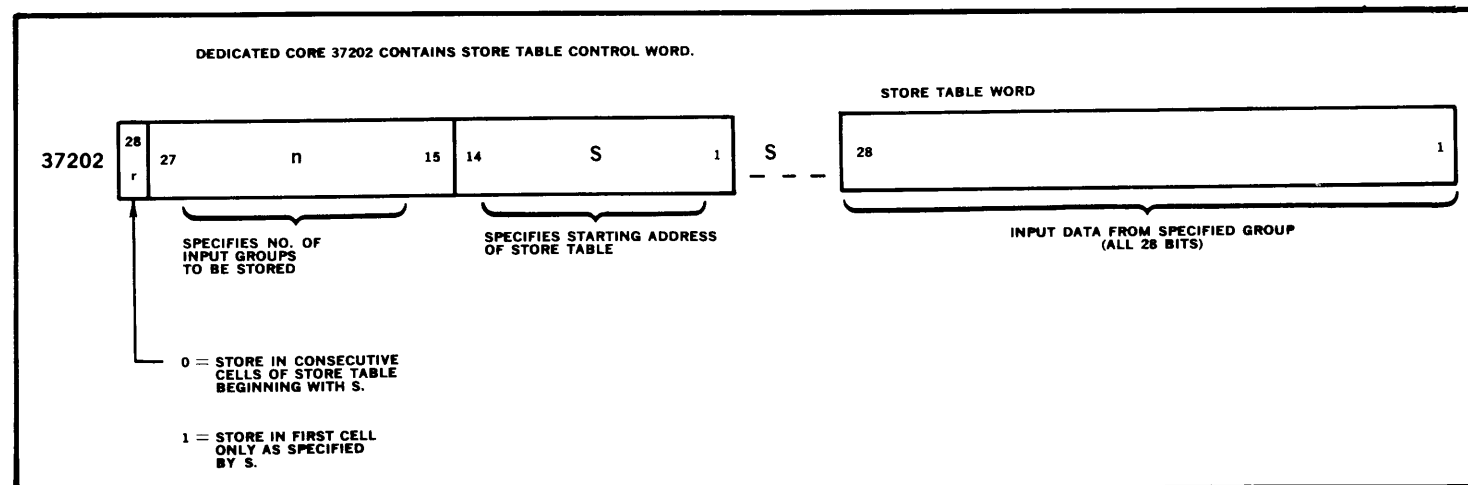 DEDICATED CORE 37202 CONTAINS STORE TABLE CONTROL WORD.
STORE TABLE WORD
37202 28 r 27 n 15 14 S 1 S 28 1
SPECIFIES NO. OF
INPUT GROUPS
TO BE STORED
SPECIFIES STARTING ADDRESS
OF STORE TABLE
INPUT DATA FROM SPECIFIED GROUP
(ALL 28 BITS)
0 = STORE IN CONSECUTIVE
CELLS OF STORE TABLE
BEGINNING WITH S.
1 = STORE IN FIRST CELL
ONLY AS SPECIFIED
BY S.